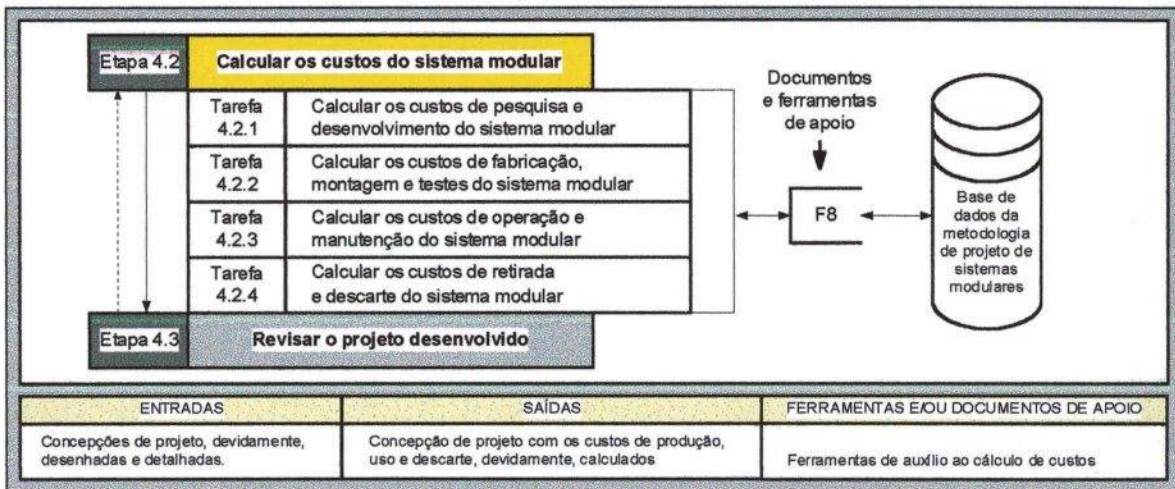 Etapa 4.2
Calcular os custos do sistema modular
Tarefa
4.2.1
Calcular os custos de pesquisa e
desenvolvimento do sistema modular
Tarefa
4.2.2
Calcular os custos de fabricação,
montagem e testes do sistema modular
Tarefa
4.2.3
Calcular os custos de operação e
manutenção do sistema modular
Tarefa
4.2.4
Calcular os custos de retirada
e descarte do sistema modular
Etapa 4.3
Revisar o projeto desenvolvido
Documentos
e ferramentas
de apoio
F8
Base de
dados da
metodologia
de projeto de
sistemas
modulares
ENTRADAS
SAÍDAS
FERRAMENTAS E/OU DOCUMENTOS DE APOIO
Concepções de projeto, devidamente,
desenhadas e detalhadas.
Concepção de projeto com os custos de produção,
uso e descarte, devidamente, calculados
Ferramentas de auxílio ao cálculo de custos